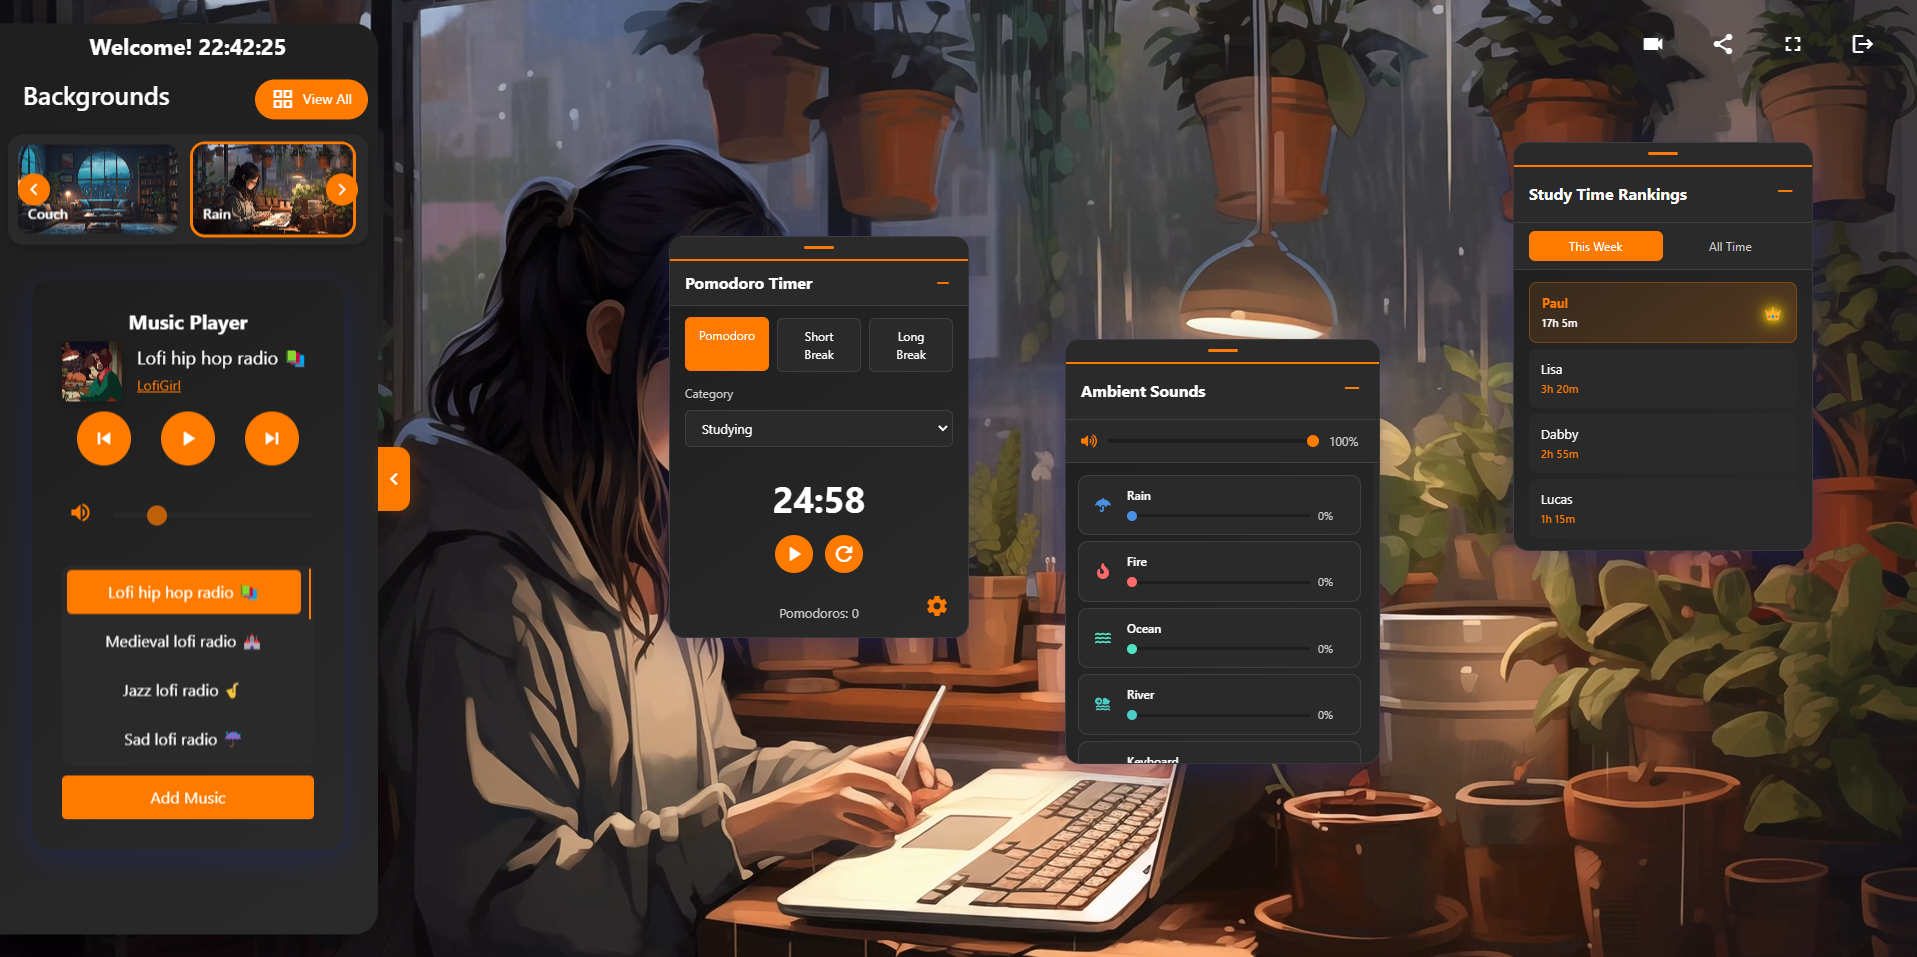 Welcome! 22:42:25
Backgrounds
View All
Couch
Rain
Music Player
Lofi hip hop radio 📚
LofiGirl
Lofi hip hop radio 📚
Medieval lofi radio 🏰
Jazz lofi radio 🎷
Sad lofi radio ☔
Add Music
Pomodoro Timer
Pomodoro
Short
Break
Long
Break
Category
Studying
24:58
Pomodoros: 0
Ambient Sounds
100%
Rain
0%
Fire
0%
Ocean
0%
River
0%
Keyboard
Study Time Rankings
This Week
All Time
Paul
17h 5m
Lisa
3h 20m
Dabby
2h 55m
Lucas
1h 15m